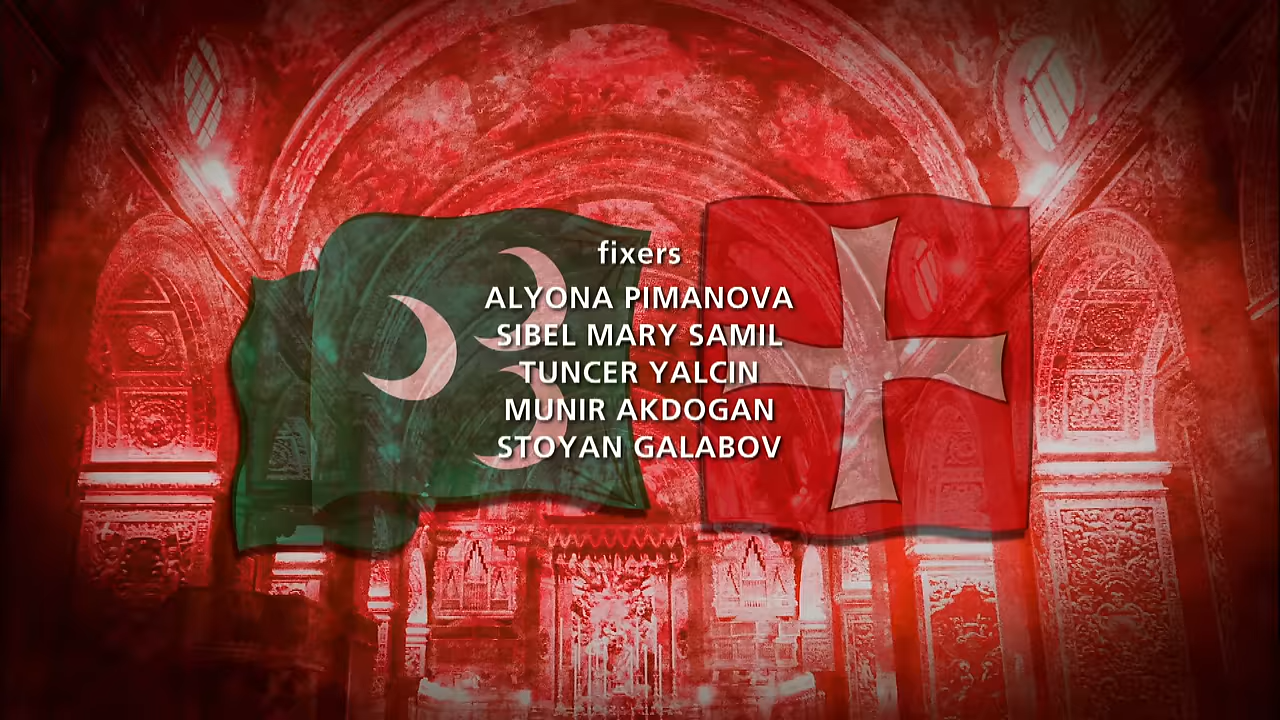 fixers
ALYONA PIMANOVA
SIBEL MARY SAMIL
TUNCER YALCIN
MUNIR AKDOGAN
STOYAN GALABOV